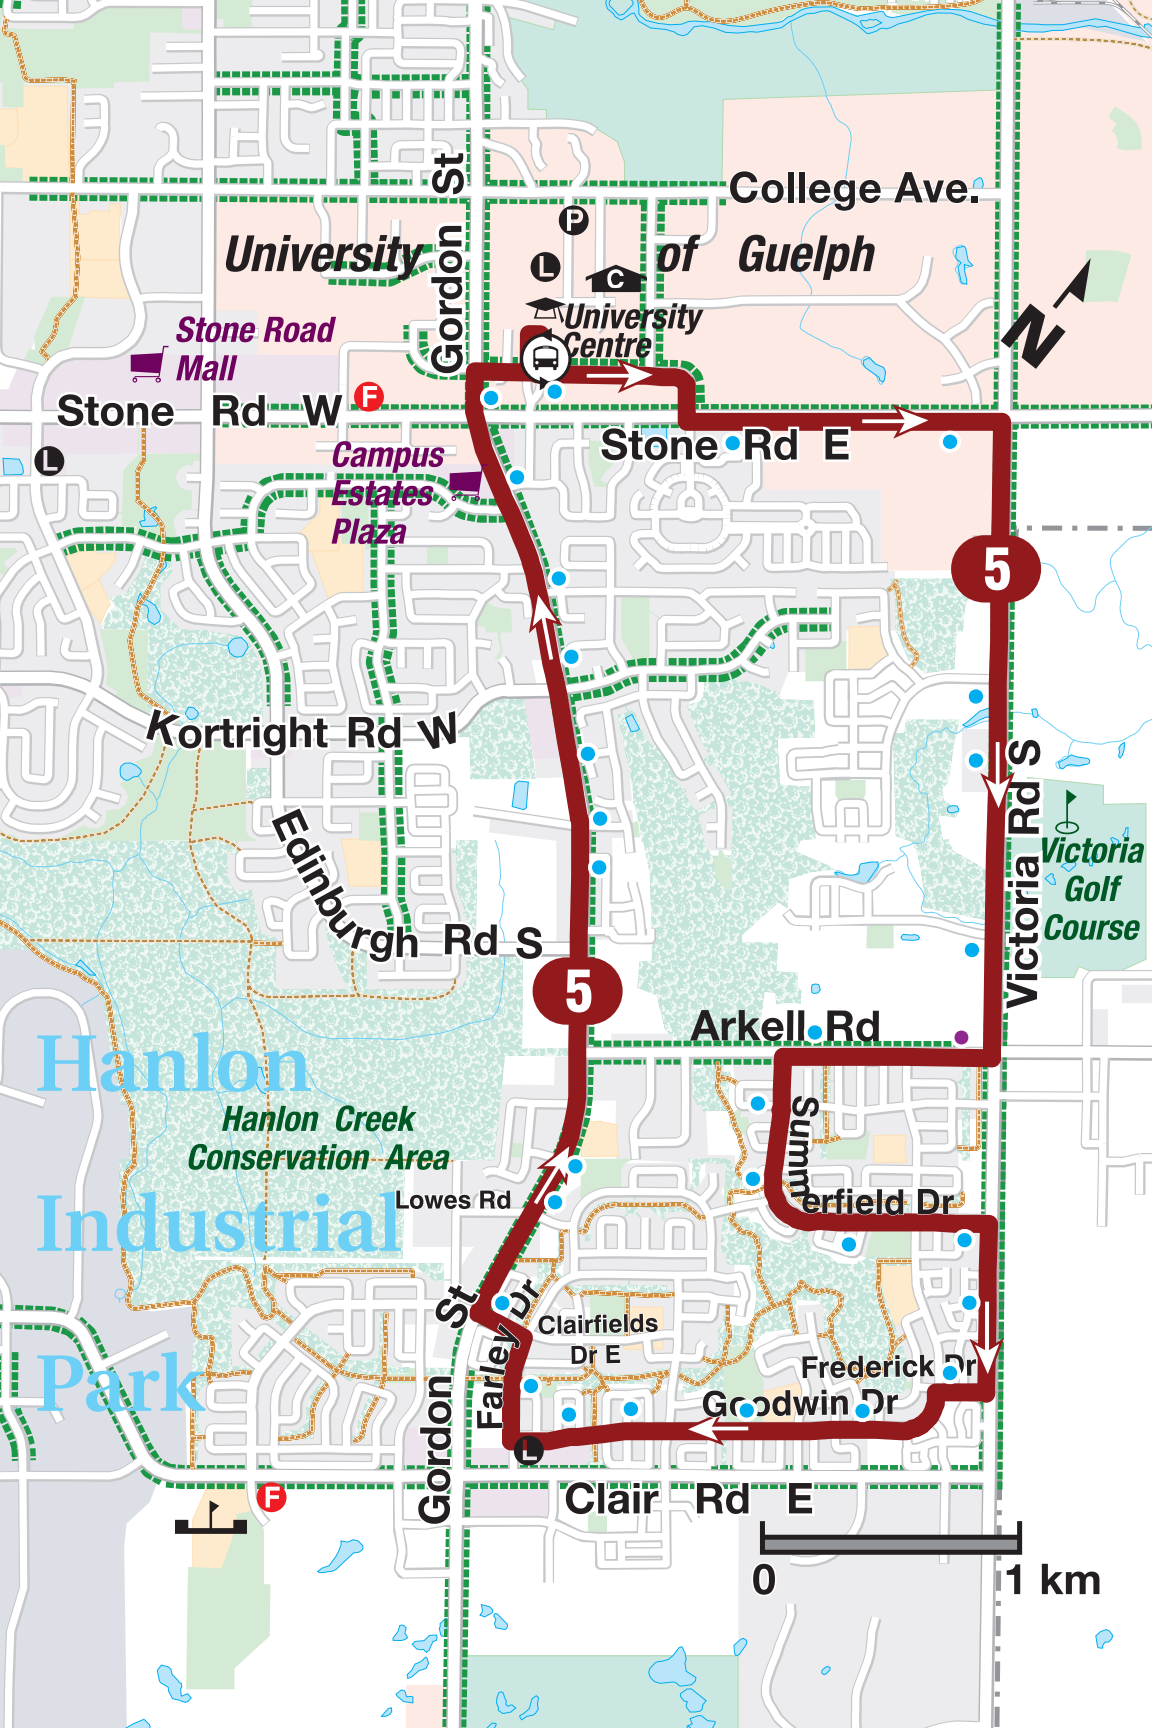 College Ave.
Gordon St
P
University of Guelph
L
C
University
Centre
N
Stone Road
Mall
F
Stone Rd W
Stone Rd E
L
Campus
Estates
Plaza
5
Kortright Rd W
Victoria Rd S
Edinburgh Rd S
Victoria
Golf
Course
5
Arkell Rd
Hanlon
Industrial
Park
Hanlon Creek
Conservation Area
Lowes Rd
Summerfield Dr
Gordon St
Farley Dr
Clairfields
Dr E
Frederick Dr
Goodwin Dr
L
F
Clair Rd E
0
1 km